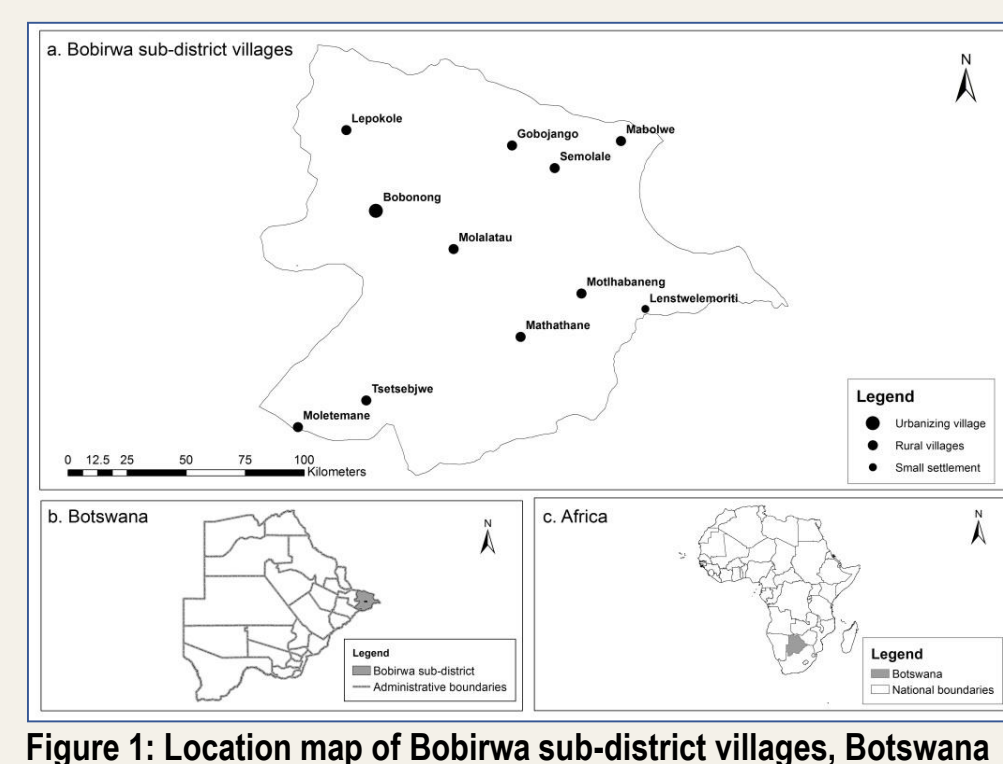 a. Bobirwa sub-district villages
N
Lepokole
Gobojango
Mabolwe
Semolale
Bobonong
Molalatau
Motlhabaneng
Lenstwelemoriti
Mathathane
Tsetsebjwe
Moletemane
Legend
Urbanizing village
Rural villages
Small settlement
0 12.5 25 50 75 100
Kilometers
b. Botswana
N
Legend
Bobirwa sub-district
Administrative boundaries
c. Africa
N
Legend
Botswana
National boundaries
Figure 1: Location map of Bobirwa sub-district villages, Botswana